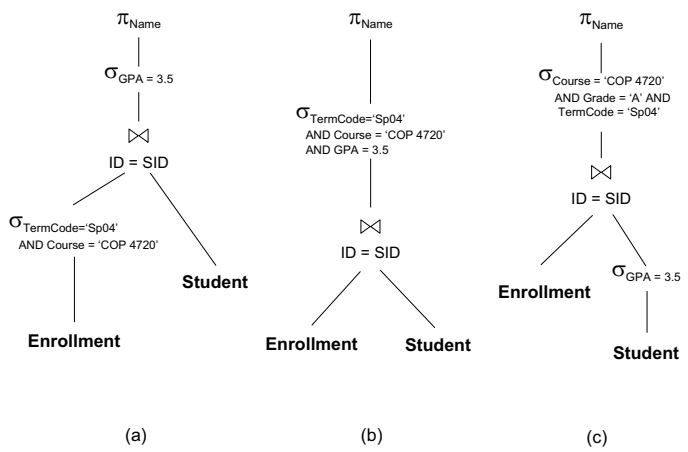 πName
σGPA = 3.5
⋈
ID = SID
σTermCode='Sp04'
AND Course = 'COP 4720'
Student
Enrollment
(a)
πName
σTermCode='Sp04'
AND Course = 'COP 4720'
AND GPA = 3.5
⋈
ID = SID
Enrollment
Student
(b)
πName
σCourse = 'COP 4720'
AND Grade = 'A' AND
TermCode = 'Sp04'
⋈
ID = SID
Enrollment
σGPA = 3.5
Student
(c)